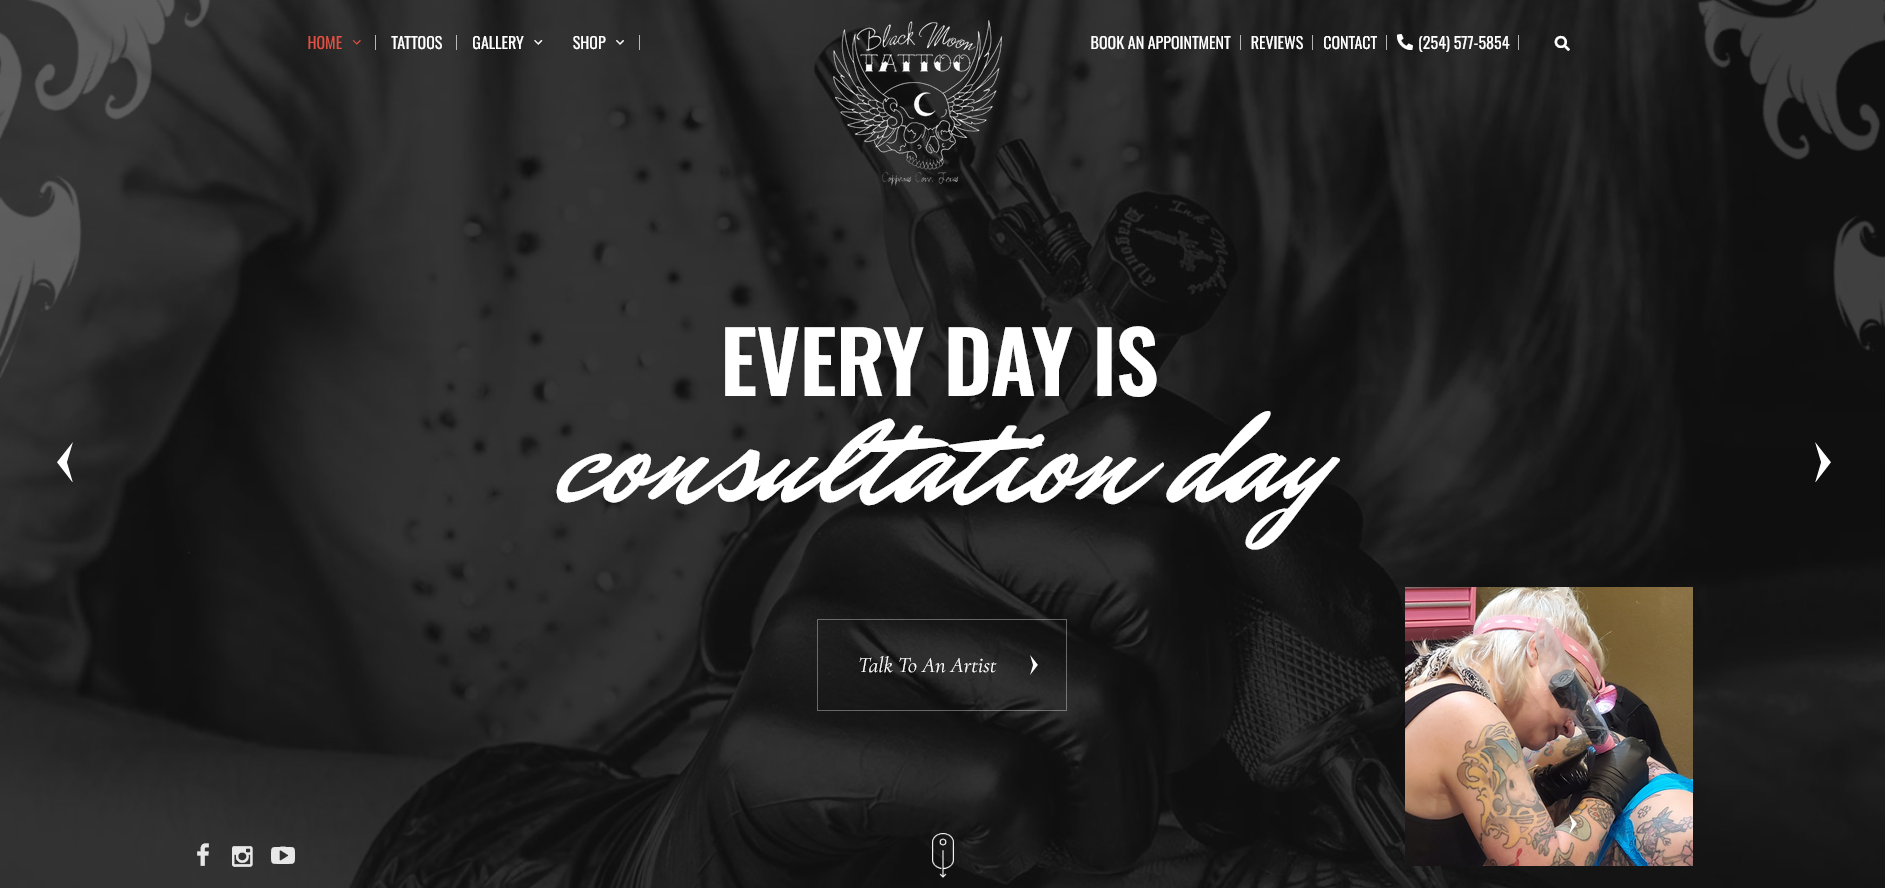 HOME
TATTOOS
GALLERY
SHOP
Black Moon
TATTOO
Copperas Cove Texas
BOOK AN APPOINTMENT
REVIEWS
CONTACT
(254) 577-5854
EVERY DAY IS
consultation day
Talk To An Artist